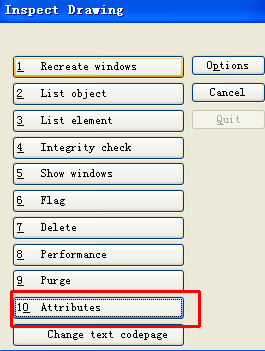 Inspect Drawing
1 Recreate windows
Options
2 List object
Cancel
3 List element
Quit
4 Integrity check
5 Show windows
6 Flag
7 Delete
8 Performance
9 Purge
10 Attributes
Change text codepage